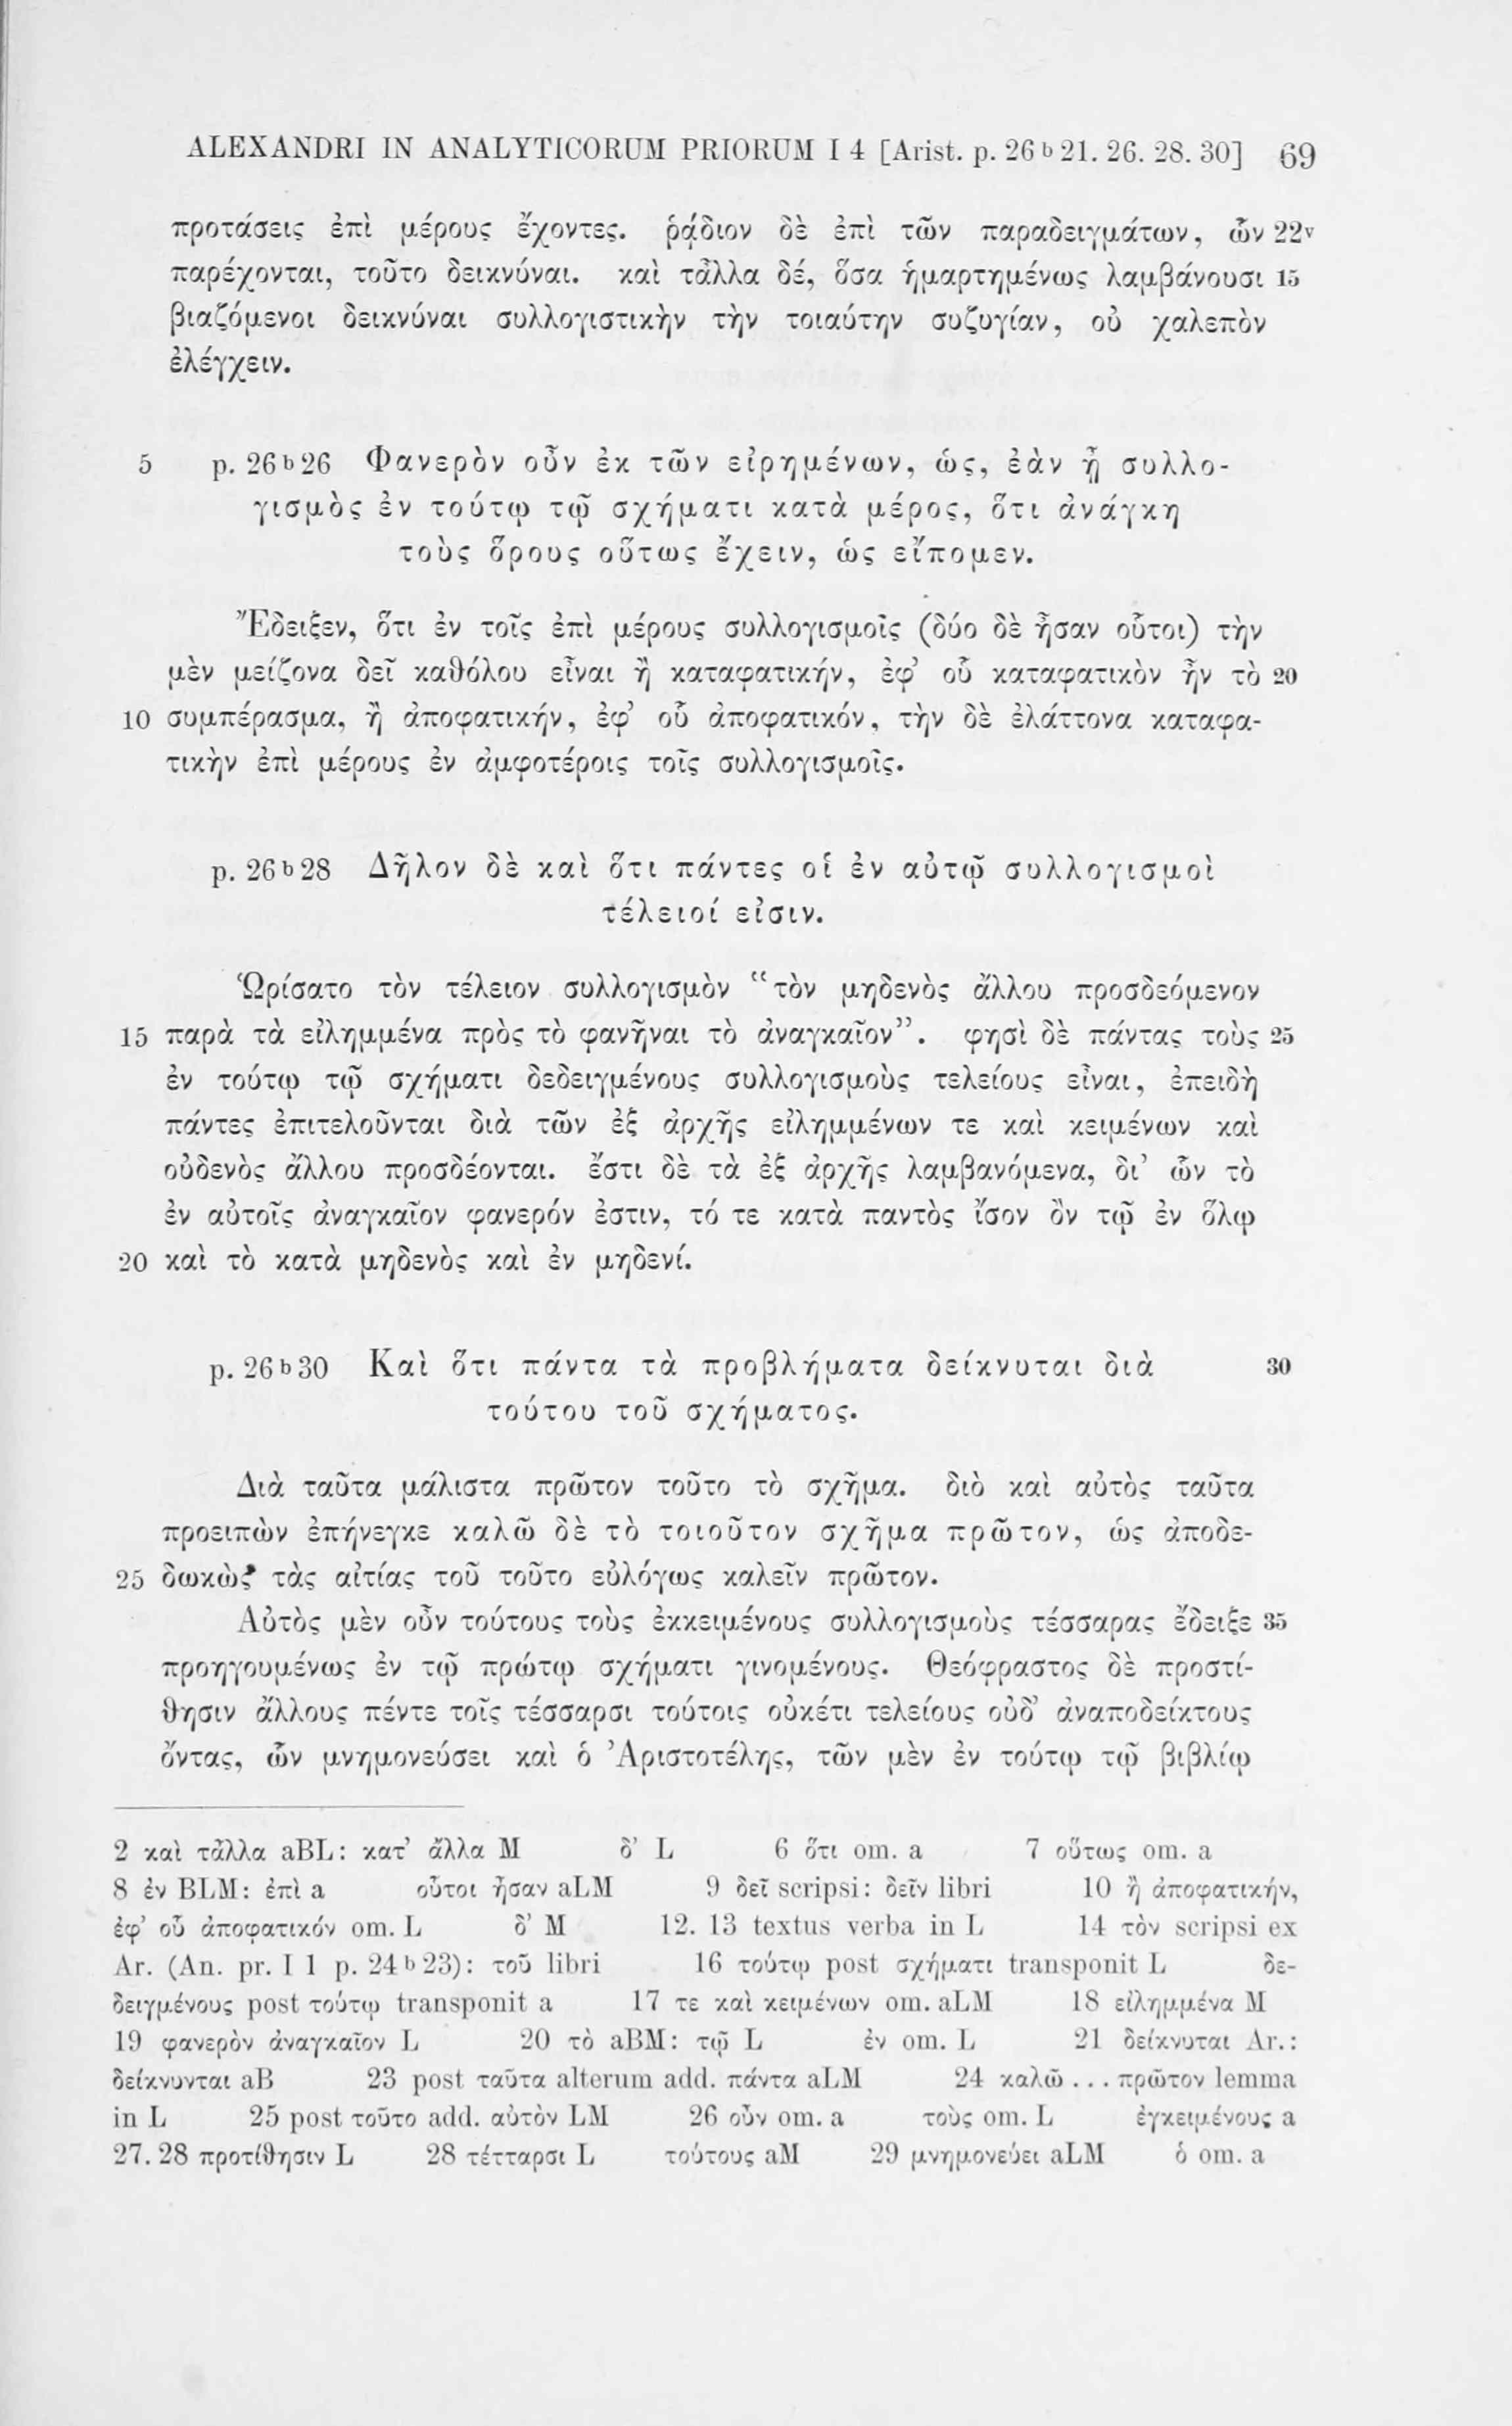 ALEXANDRI IN ANALYTICORUM PRIORUM I 4 [Arist. p. 26 b 21. 26. 28. 30] 69
προτάσεις ἐπὶ μέρους ἔχοντες. ῥᾴδιον δὲ ἐπὶ τῶν παραδειγμάτων, ὧν 22v
παρέχονται, τοῦτο δεικνύναι. καὶ τἆλλα δέ, ὅσα ἡμαρτημένως λαμβάνουσι 15
βιαζόμενοι δεικνύναι συλλογιστικὴν τὴν τοιαύτην συζυγίαν, οὐ χαλεπὸν
ἐλέγχειν.
5 p. 26 b 26 Φανερὸν οὖν ἐκ τῶν εἰρημένων, ὡς, ἐὰν ᾖ συλλο-
γισμὸς ἐν τούτῳ τῷ σχήματι κατὰ μέρος, ὅτι ἀνάγκη
τοὺς ὅρους οὕτως ἔχειν, ὡς εἴπομεν.
Ἔδειξεν, ὅτι ἐν τοῖς ἐπὶ μέρους συλλογισμοῖς (δύο δὲ ἦσαν οὗτοι) τὴν
μὲν μείζονα δεῖ καθόλου εἶναι ἢ καταφατικήν, ἐφ’ οὗ καταφατικὸν ἦν τὸ 20
10 συμπέρασμα, ἢ ἀποφατικήν, ἐφ’ οὗ ἀποφατικόν, τὴν δὲ ἐλάττονα καταφα-
τικὴν ἐπὶ μέρους ἐν ἀμφοτέροις τοῖς συλλογισμοῖς.
p. 26 b 28 Δῆλον δὲ καὶ ὅτι πάντες οἱ ἐν αὐτῷ συλλογισμοὶ
τέλειοί εἰσιν.
Ὡρίσατο τὸν τέλειον συλλογισμὸν “τὸν μηδενὸς ἄλλου προσδεόμενον
15 παρὰ τὰ εἰλημμένα πρὸς τὸ φανῆναι τὸ ἀναγκαῖον”. φησὶ δὲ πάντας τοὺς 25
ἐν τούτῳ τῷ σχήματι δεδειγμένους συλλογισμοὺς τελείους εἶναι, ἐπειδὴ
πάντες ἐπιτελοῦνται διὰ τῶν ἐξ ἀρχῆς εἰλημμένων τε καὶ κειμένων καὶ
οὐδενὸς ἄλλου προσδέονται. ἔστι δὲ τὰ ἐξ ἀρχῆς λαμβανόμενα, δι’ ὧν τὸ
ἐν αὐτοῖς ἀναγκαῖον φανερόν ἐστιν, τό τε κατὰ παντὸς ἴσον ὂν τῷ ἐν ὅλῳ
20 καὶ τὸ κατὰ μηδενὸς καὶ ἐν μηδενί.
p. 26 b 30 Καὶ ὅτι πάντα τὰ προβλήματα δείκνυται διὰ 30
τούτου τοῦ σχήματος.
Διὰ ταῦτα μάλιστα πρῶτον τοῦτο τὸ σχῆμα. διὸ καὶ αὐτὸς ταῦτα
προειπὼν ἐπήνεγκε καλῶ δὲ τὸ τοιοῦτον σχῆμα πρῶτον, ὡς ἀποδε-
25 δωκὼς τὰς αἰτίας τοῦ τοῦτο εὐλόγως καλεῖν πρῶτον.
Αὐτὸς μὲν οὖν τούτους τοὺς ἐκκειμένους συλλογισμοὺς τέσσαρας ἔδειξε 35
προηγουμένως ἐν τῷ πρώτῳ σχήματι γινομένους. Θεόφραστος δὲ προστί-
θησιν ἄλλους πέντε τοῖς τέσσαρσι τούτοις οὐκέτι τελείους οὐδ’ ἀναποδείκτους
ὄντας, ὧν μνημονεύσει καὶ ὁ Ἀριστοτέλης, τῶν μὲν ἐν τούτῳ τῷ βιβλίῳ
2 καὶ τἆλλα aBL: κατ’ ἄλλα M δ’ L 6 ὅτι om. a 7 οὕτως om. a
8 ἐν BLM: ἐπὶ a οὗτοι ἦσαν aLM 9 δεῖ scripsi: δεῖν libri 10 ἢ ἀποφατικήν,
ἐφ’ οὗ ἀποφατικόν om. L δ’ M 12. 13 textus verba in L 14 τὸν scripsi ex
Ar. (An. pr. I 1 p. 24 b 23): τοῦ libri 16 τούτῳ post σχήματι transponit L δε-
δειγμένους post τούτῳ transponit a 17 τε καὶ κειμένων om. aLM 18 εἰλημμένα M
19 φανερὸν ἀναγκαῖον L 20 τὸ aBM: τῷ L ἐν om. L 21 δείκνυται Ar.:
δείκνυνται aB 23 post ταῦτα alterum add. πάντα aLM 24 καλῶ ... πρῶτον lemma
in L 25 post τοῦτο add. αὐτὸν LM 26 οὖν om. a τοὺς om. L ἐγκειμένους a
27. 28 προτίθησιν L 28 τέτταρσι L τούτους aM 29 μνημονεύει aLM ὁ om. a